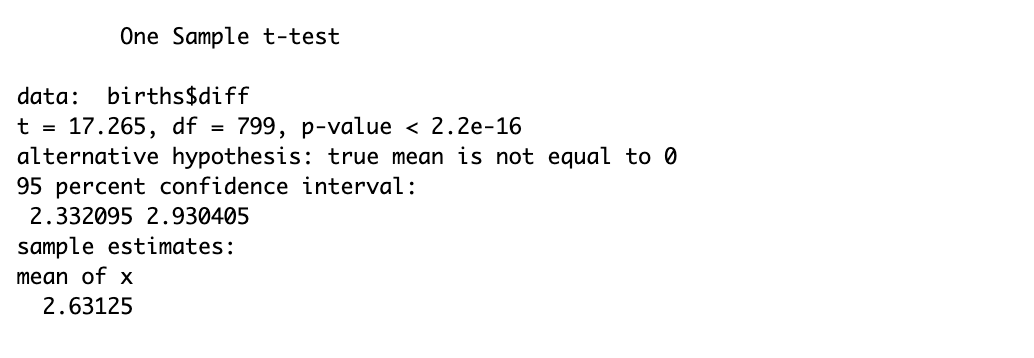 One Sample t-test
data:  births$diff
t = 17.265, df = 799, p-value < 2.2e-16
alternative hypothesis: true mean is not equal to 0
95 percent confidence interval:
2.332095 2.930405
sample estimates:
mean of x
2.63125